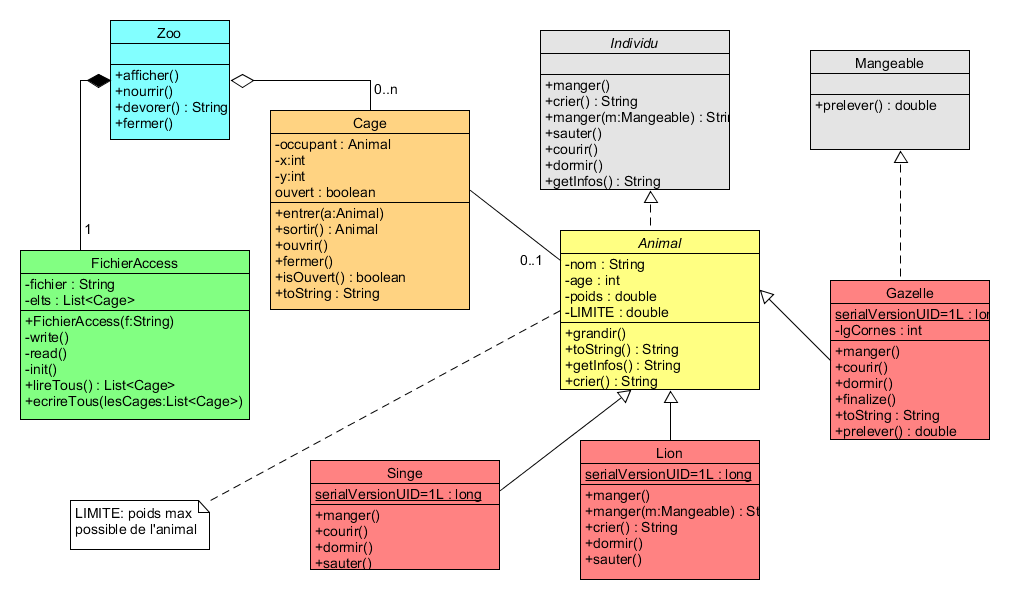 Zoo
+afficher()
+nourrir()
+devorer() : String
+fermer()
0..n
1
Cage
-occupant : Animal
-x:int
-y:int
ouvert : boolean
+entrer(a:Animal)
+sortir() : Animal
+ouvrir()
+fermer()
+isOuvert() : boolean
+toString : String
0..1
Individu
+manger()
+crier() : String
+manger(m:Mangeable) : Stri
+sauter()
+courir()
+dormir()
+getInfos() : String
Mangeable
+prelever() : double
FichierAccess
-fichier : String
-elts : List<Cage>
+FichierAccess(f:String)
-write()
-read()
-init()
+lireTous() : List<Cage>
+ecrireTous(lesCages:List<Cage>)
Animal
-nom : String
-age : int
-poids : double
-LIMITE : double
+grandir()
+toString() : String
+getInfos() : String
+crier() : String
Gazelle
serialVersionUID=1L : lon
-lgCornes : int
+manger()
+courir()
+dormir()
+finalize()
+toString : String
+prelever() : double
Singe
serialVersionUID=1L : long
+manger()
+courir()
+dormir()
+sauter()
Lion
serialVersionUID=1L : long
+manger()
+manger(m:Mangeable) : St
+crier() : String
+dormir()
+sauter()
LIMITE: poids max
possible de l'animal